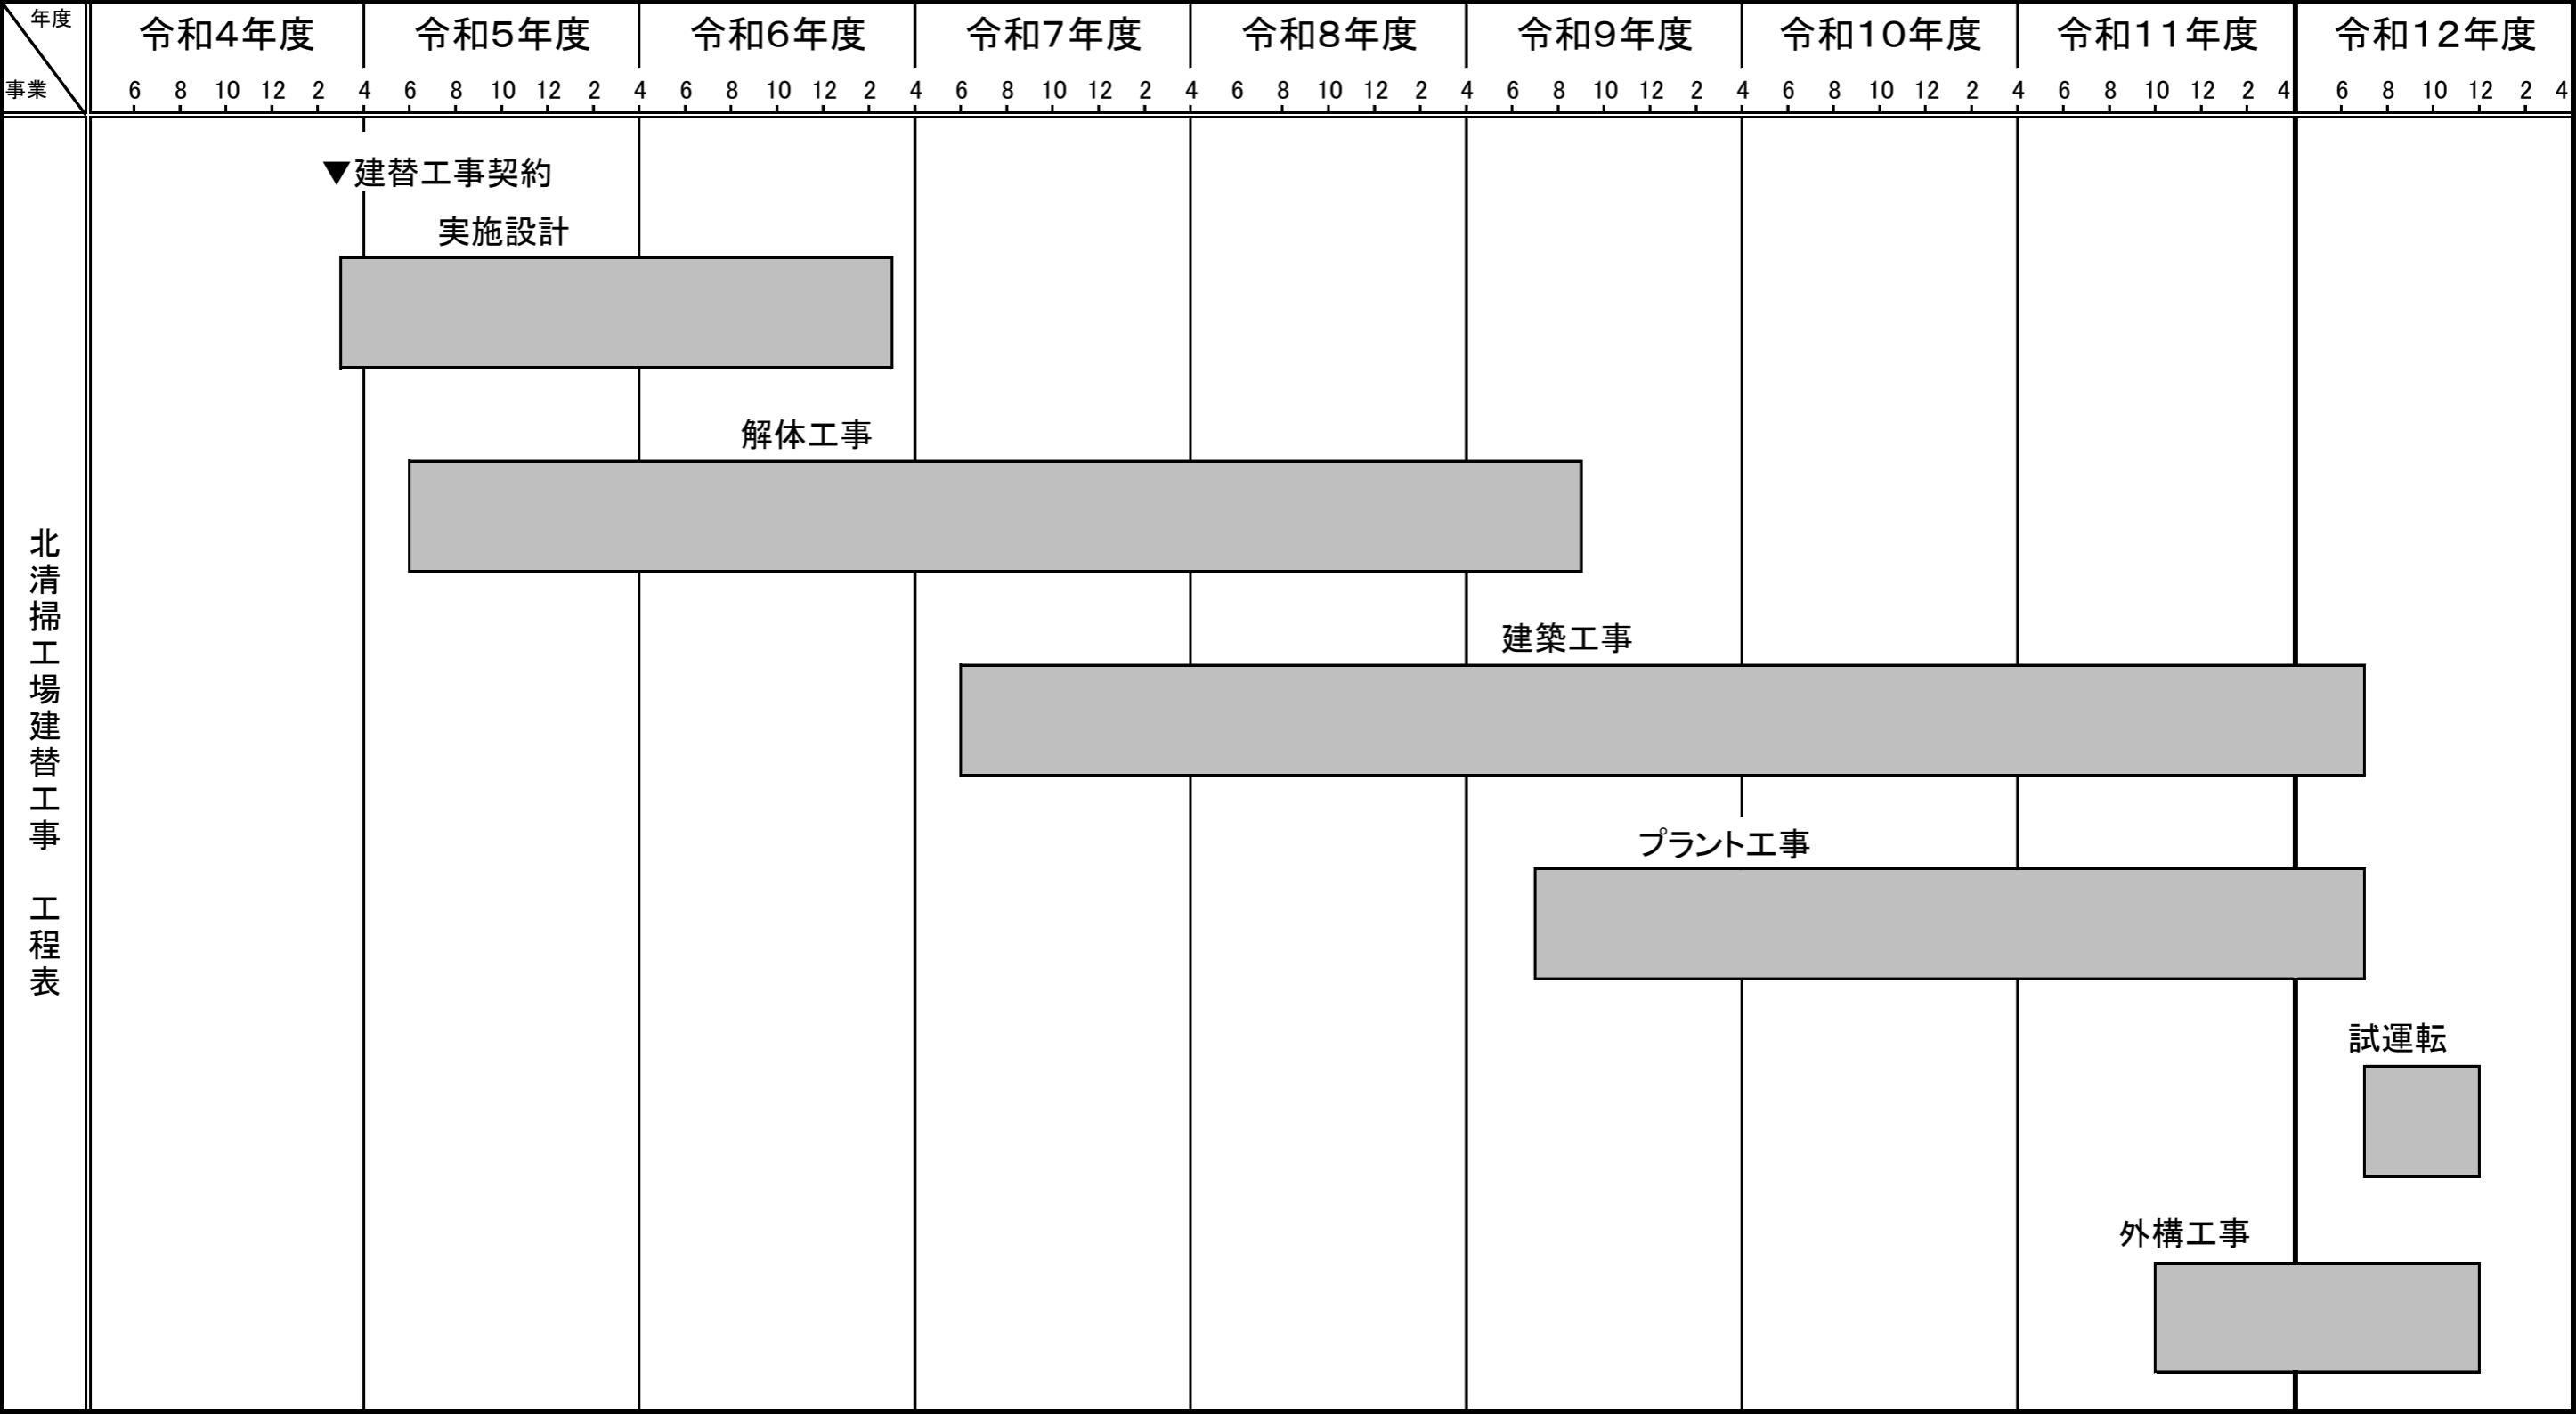 年度
事業
令和4年度 令和5年度 令和6年度 令和7年度 令和8年度 令和9年度 令和10年度 令和11年度 令和12年度
6 8 10 12 2 4 6 8 10 12 2 4 6 8 10 12 2 4 6 8 10 12 2 4 6 8 10 12 2 4 6 8 10 12 2 4 6 8 10 12 2 4 6 8 10 12 2 4 6 8 10 12 2 4
北清掃工場建替工事　工程表
▼建替工事契約
実施設計
解体工事
建築工事
プラント工事
試運転
外構工事